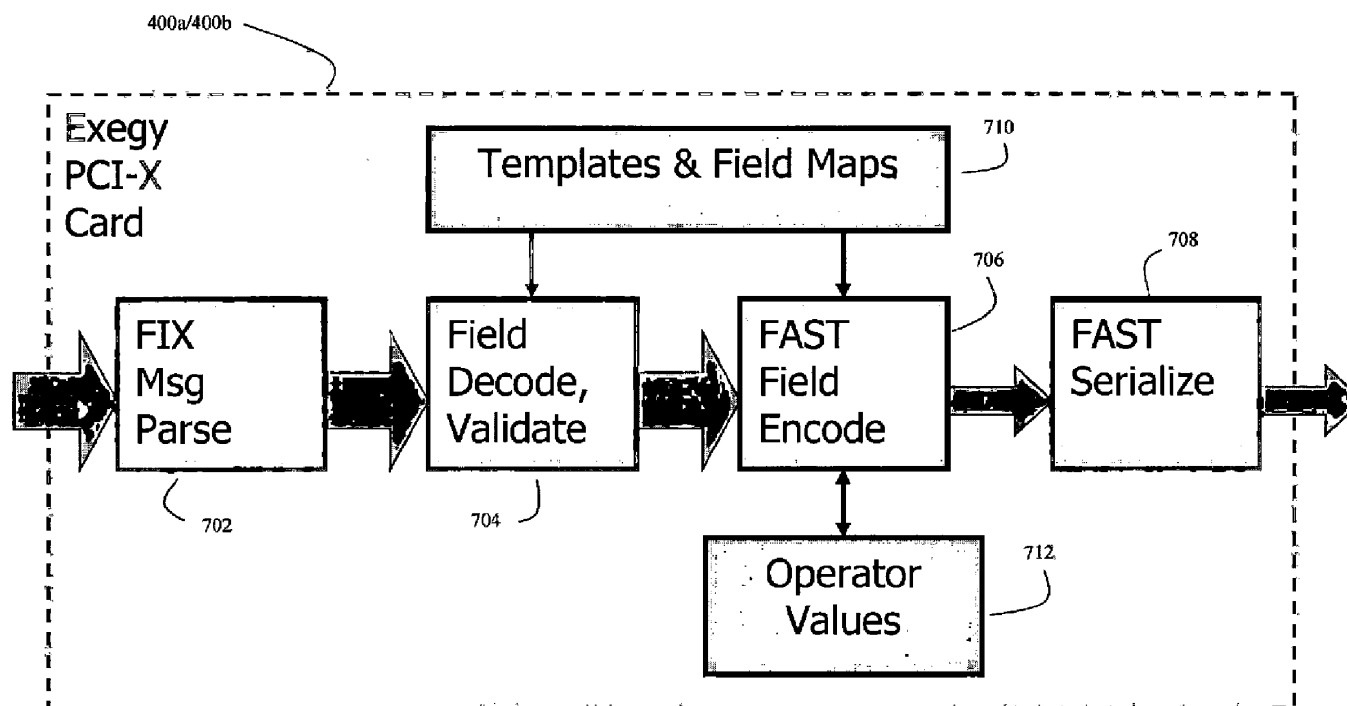 400a/400b
Exegy
PCI-X
Card
Templates & Field Maps
710
706
708
FIX
Msg
Parse
Field
Decode,
Validate
FAST
Field
Encode
FAST
Serialize
702
704
Operator
Values
712